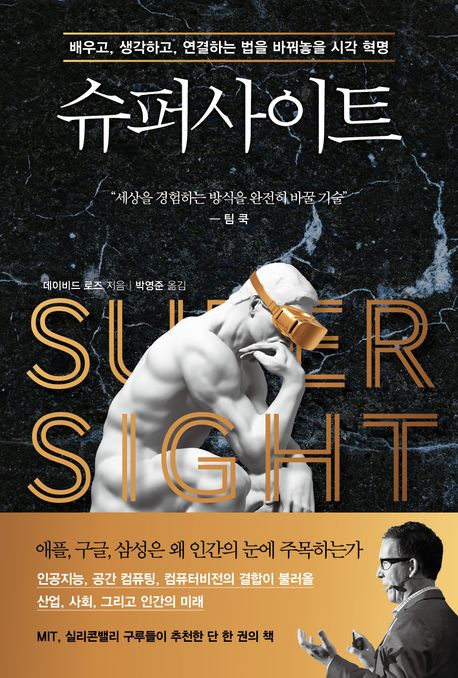 배우고, 생각하고, 연결하는 법을 바꿔놓을 시각 혁명
슈퍼사이트
“세상을 경험하는 방식을 완전히 바꿀 기술”
― 팀 쿡
데이비드 로즈 지음 | 박영준 옮김
SUPER
SIGHT
애플, 구글, 삼성은 왜 인간의 눈에 주목하는가
인공지능, 공간 컴퓨팅, 컴퓨터비전의 결합이 불러올
산업, 사회, 그리고 인간의 미래
MIT, 실리콘밸리 구루들이 추천한 단 한 권의 책